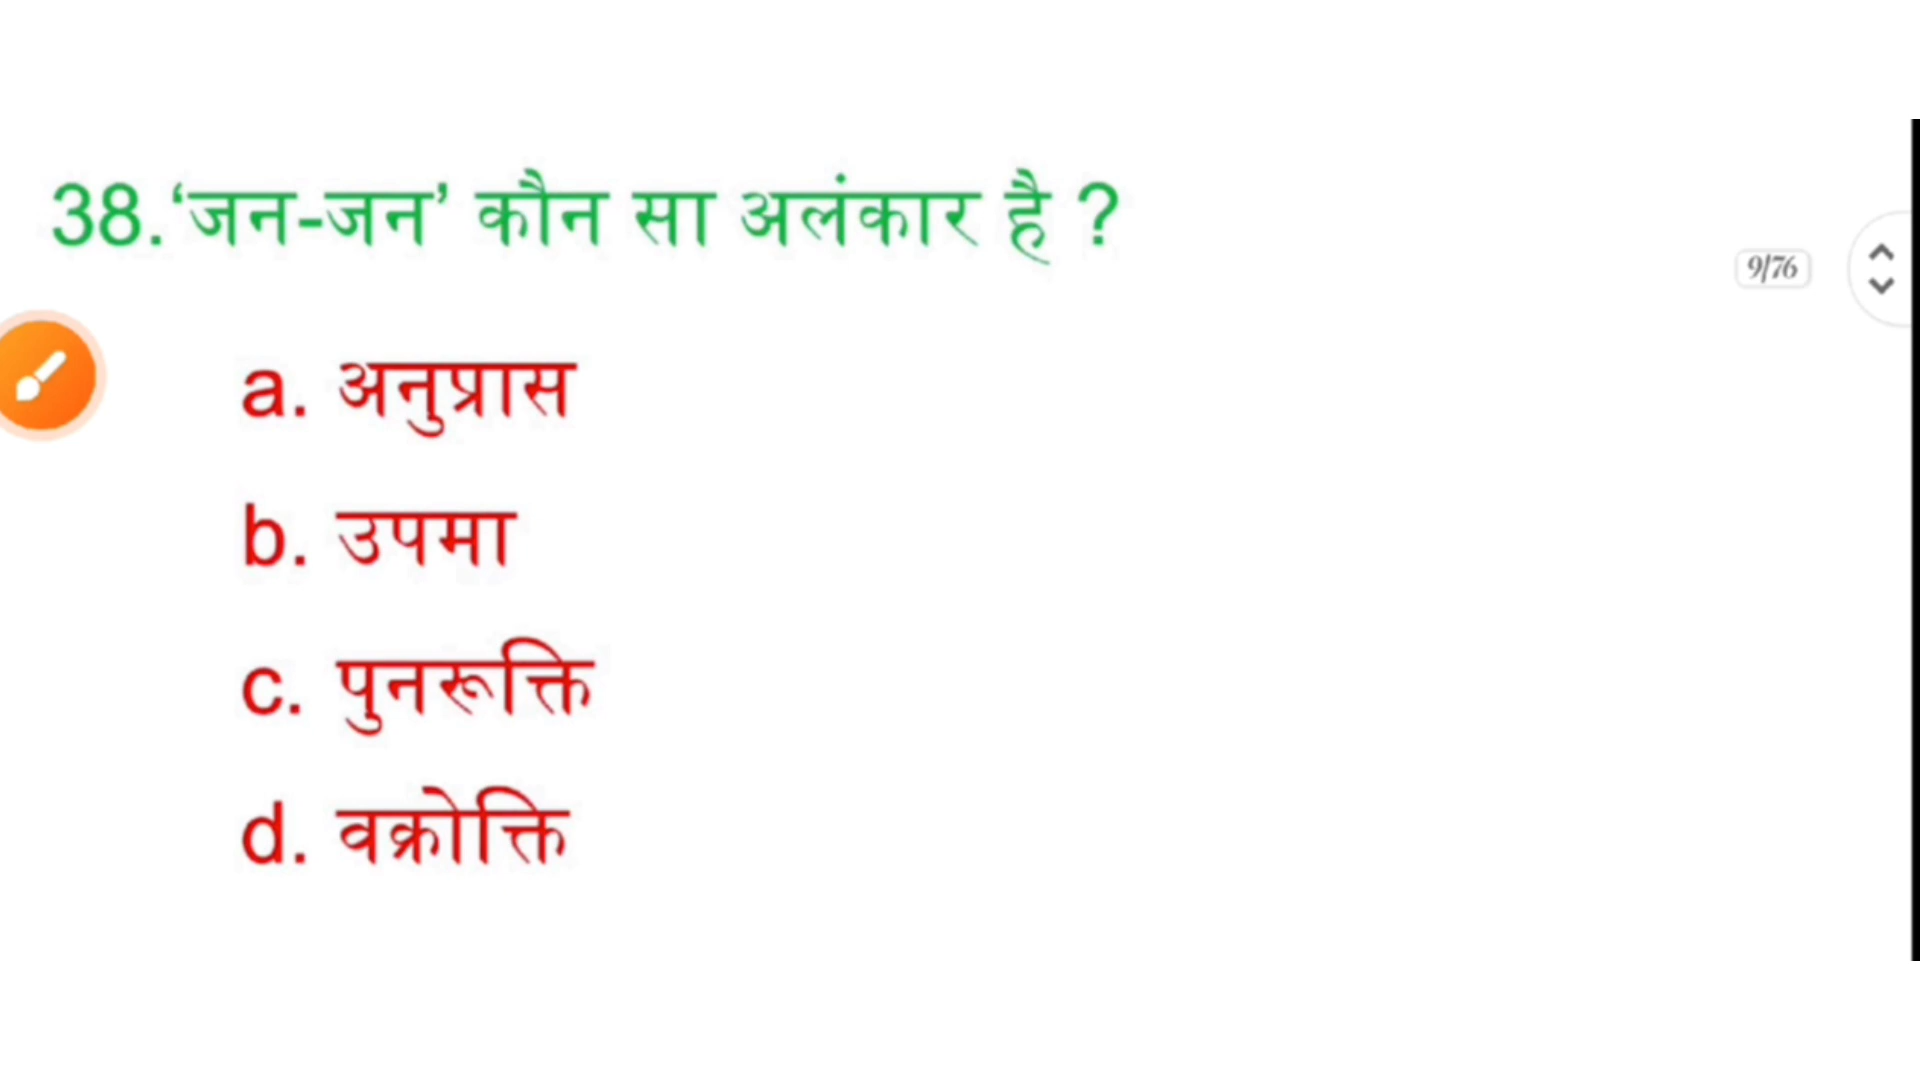 38. ‘जन-जन’ कौन सा अलंकार है ?
9/76
a. अनुप्रास
b. उपमा
c. पुनरूक्ति
d. वक्रोक्ति